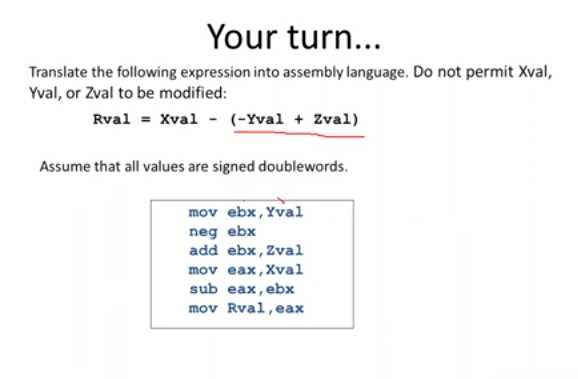 Your turn...
Translate the following expression into assembly language. Do not permit Xval,
Yval, or Zval to be modified:
Rval = Xval - (-Yval + Zval)
Assume that all values are signed doublewords.
mov ebx,Yval
neg ebx
add ebx,Zval
mov eax,Xval
sub eax,ebx
mov Rval,eax